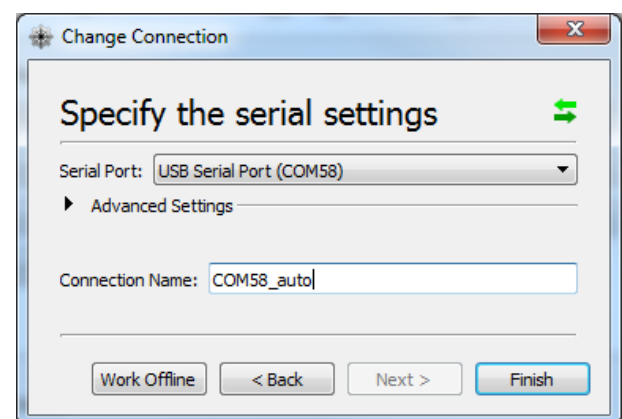 Change Connection
Specify the serial settings
Serial Port: USB Serial Port (COM58)
Advanced Settings
Connection Name: COM58_auto
Work Offline < Back Next > Finish